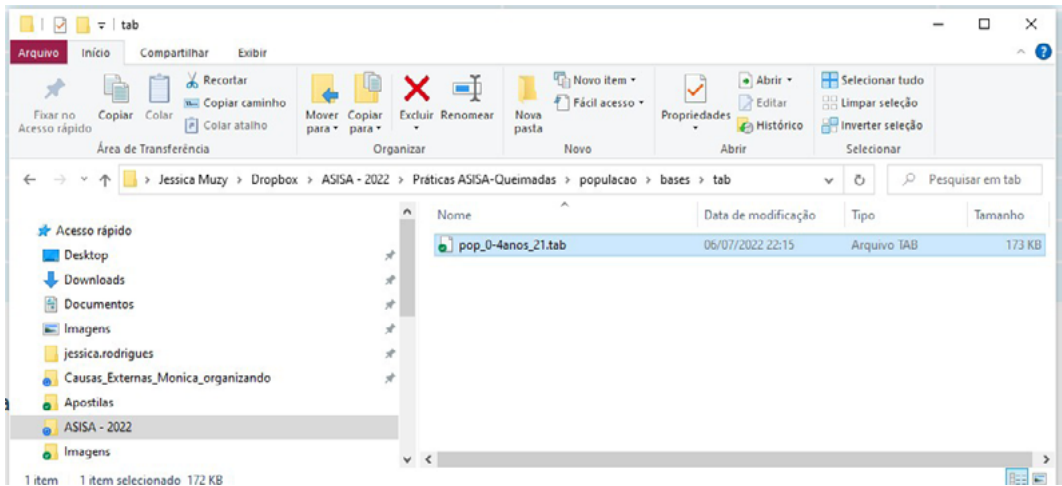 tab
Arquivo Início Compartilhar Exibir
Fixar no Acesso rápido
Copiar
Colar
Recortar
Copiar caminho
Colar atalho
Área de Transferência
Mover para
Copiar para
Excluir
Renomear
Organizar
Nova pasta
Novo item
Fácil acesso
Novo
Propriedades
Abrir
Editar
Histórico
Abrir
Selecionar tudo
Limpar seleção
Inverter seleção
Selecionar
> Jessica Muzy > Dropbox > ASISA - 2022 > Práticas ASISA-Queimadas > populacao > bases > tab
Pesquisar em tab
Acesso rápido
Desktop
Downloads
Documentos
Imagens
jessica.rodrigues
Causas_Externas_Monica_organizando
Apostilas
ASISA - 2022
Imagens
Nome Data de modificação Tipo Tamanho
pop_0-4anos_21.tab 06/07/2022 22:15 Arquivo TAB 173 KB
1 item 1 item selecionado 172 KB